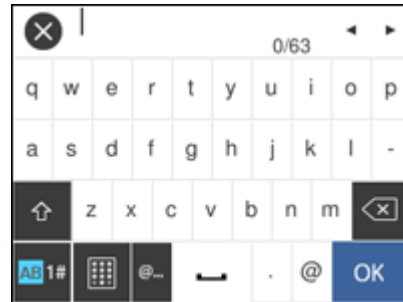 0/63
q w e r t y u i o p
a s d f g h j k l -
z x c v b n m
AB 1# @... . @ OK